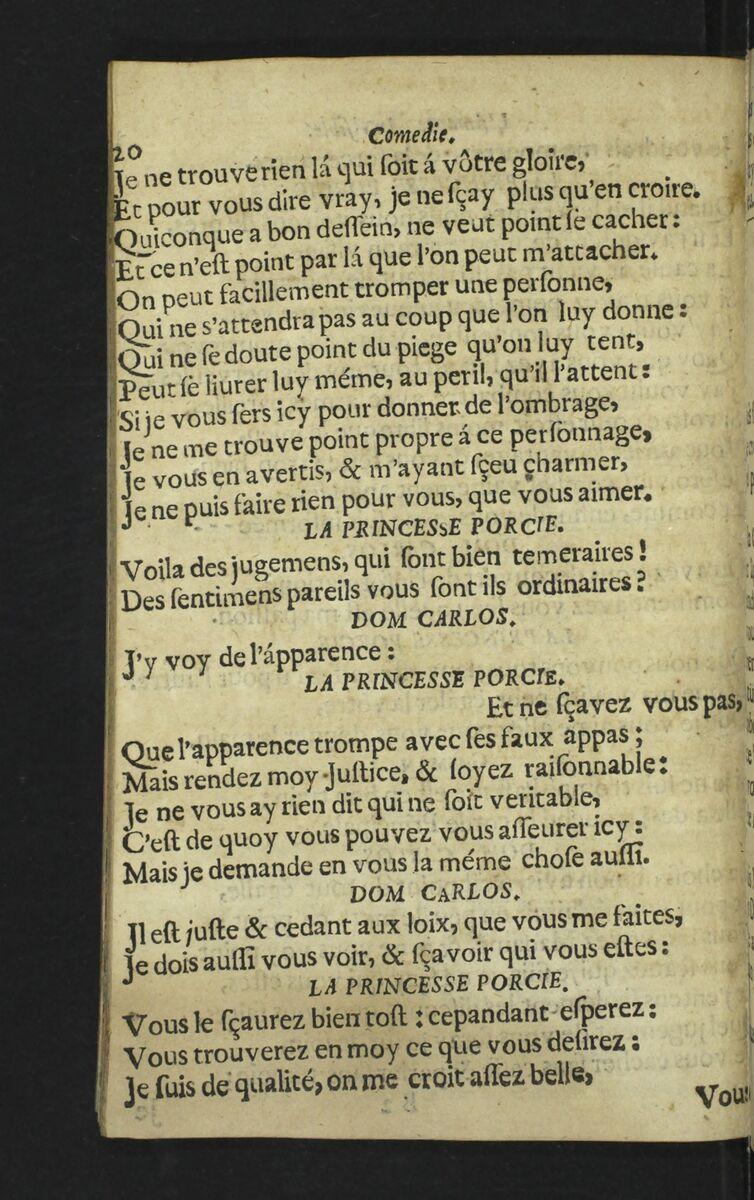 20
Comedie.
Je ne trouve rien lá qui ſoit á vôtre gloire,
Et pour vous dire vray, je ne ſçay plus qu'en croire.
Quiconque a bon deſſein, ne veut point ſe cacher:
Et ce n'eſt point par lá que l'on peut m'attacher.
On peut facillement tromper une perſonne,
Qui ne s'attendra pas au coup que l'on luy donne:
Qui ne ſe doute point du piege qu'on luy tent,
Peut ſe liurer luy méme, au peril, qu'il l'attent:
Si je vous ſers icy pour donner de l'ombrage,
Je ne me trouve point propre á ce perſonnage,
Je vous en avertis, & m'ayant ſçeu çharmer,
Je ne puis faire rien pour vous, que vous aimer.
LA PRINCESsE PORCIE.
Voila des jugemens, qui ſont bien temeraires!
Des ſentimens pareils vous ſont ils ordinaires?
DOM CARLOS.
J'y voy de l'ápparence:
LA PRINCESSE PORCIE.
Et ne ſçavez vous pas,
Que l'apparence trompe avec ſes faux appas;
Mais rendez moy Juſtice, & ſoyez raiſonnable:
Je ne vous ay rien dit qui ne ſoit veritable,
C'eſt de quoy vous pouvez vous aſſeurer icy:
Mais je demande en vous la méme choſe auſſi.
DOM CARLOS.
Il eſt juſte & cedant aux loix, que vous me faites,
Je dois auſſi vous voir, & ſçavoir qui vous eſtes:
LA PRINCESSE PORCIE.
Vous le ſçaurez bien toſt: cepandant eſperez:
Vous trouverez en moy ce que vous deſirez:
Je ſuis de qualité, on me croit aſſez belle,
Vous